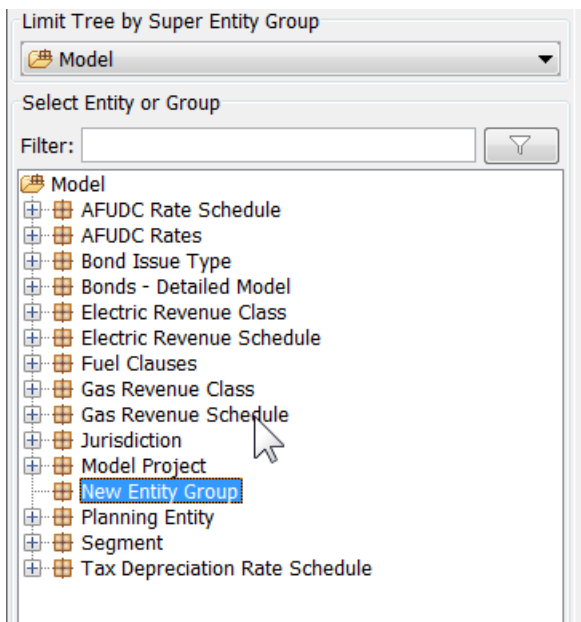 Limit Tree by Super Entity Group
Model
Select Entity or Group
Filter:
Model
AFUDC Rate Schedule
AFUDC Rates
Bond Issue Type
Bonds - Detailed Model
Electric Revenue Class
Electric Revenue Schedule
Fuel Clauses
Gas Revenue Class
Gas Revenue Schedule
Jurisdiction
Model Project
New Entity Group
Planning Entity
Segment
Tax Depreciation Rate Schedule